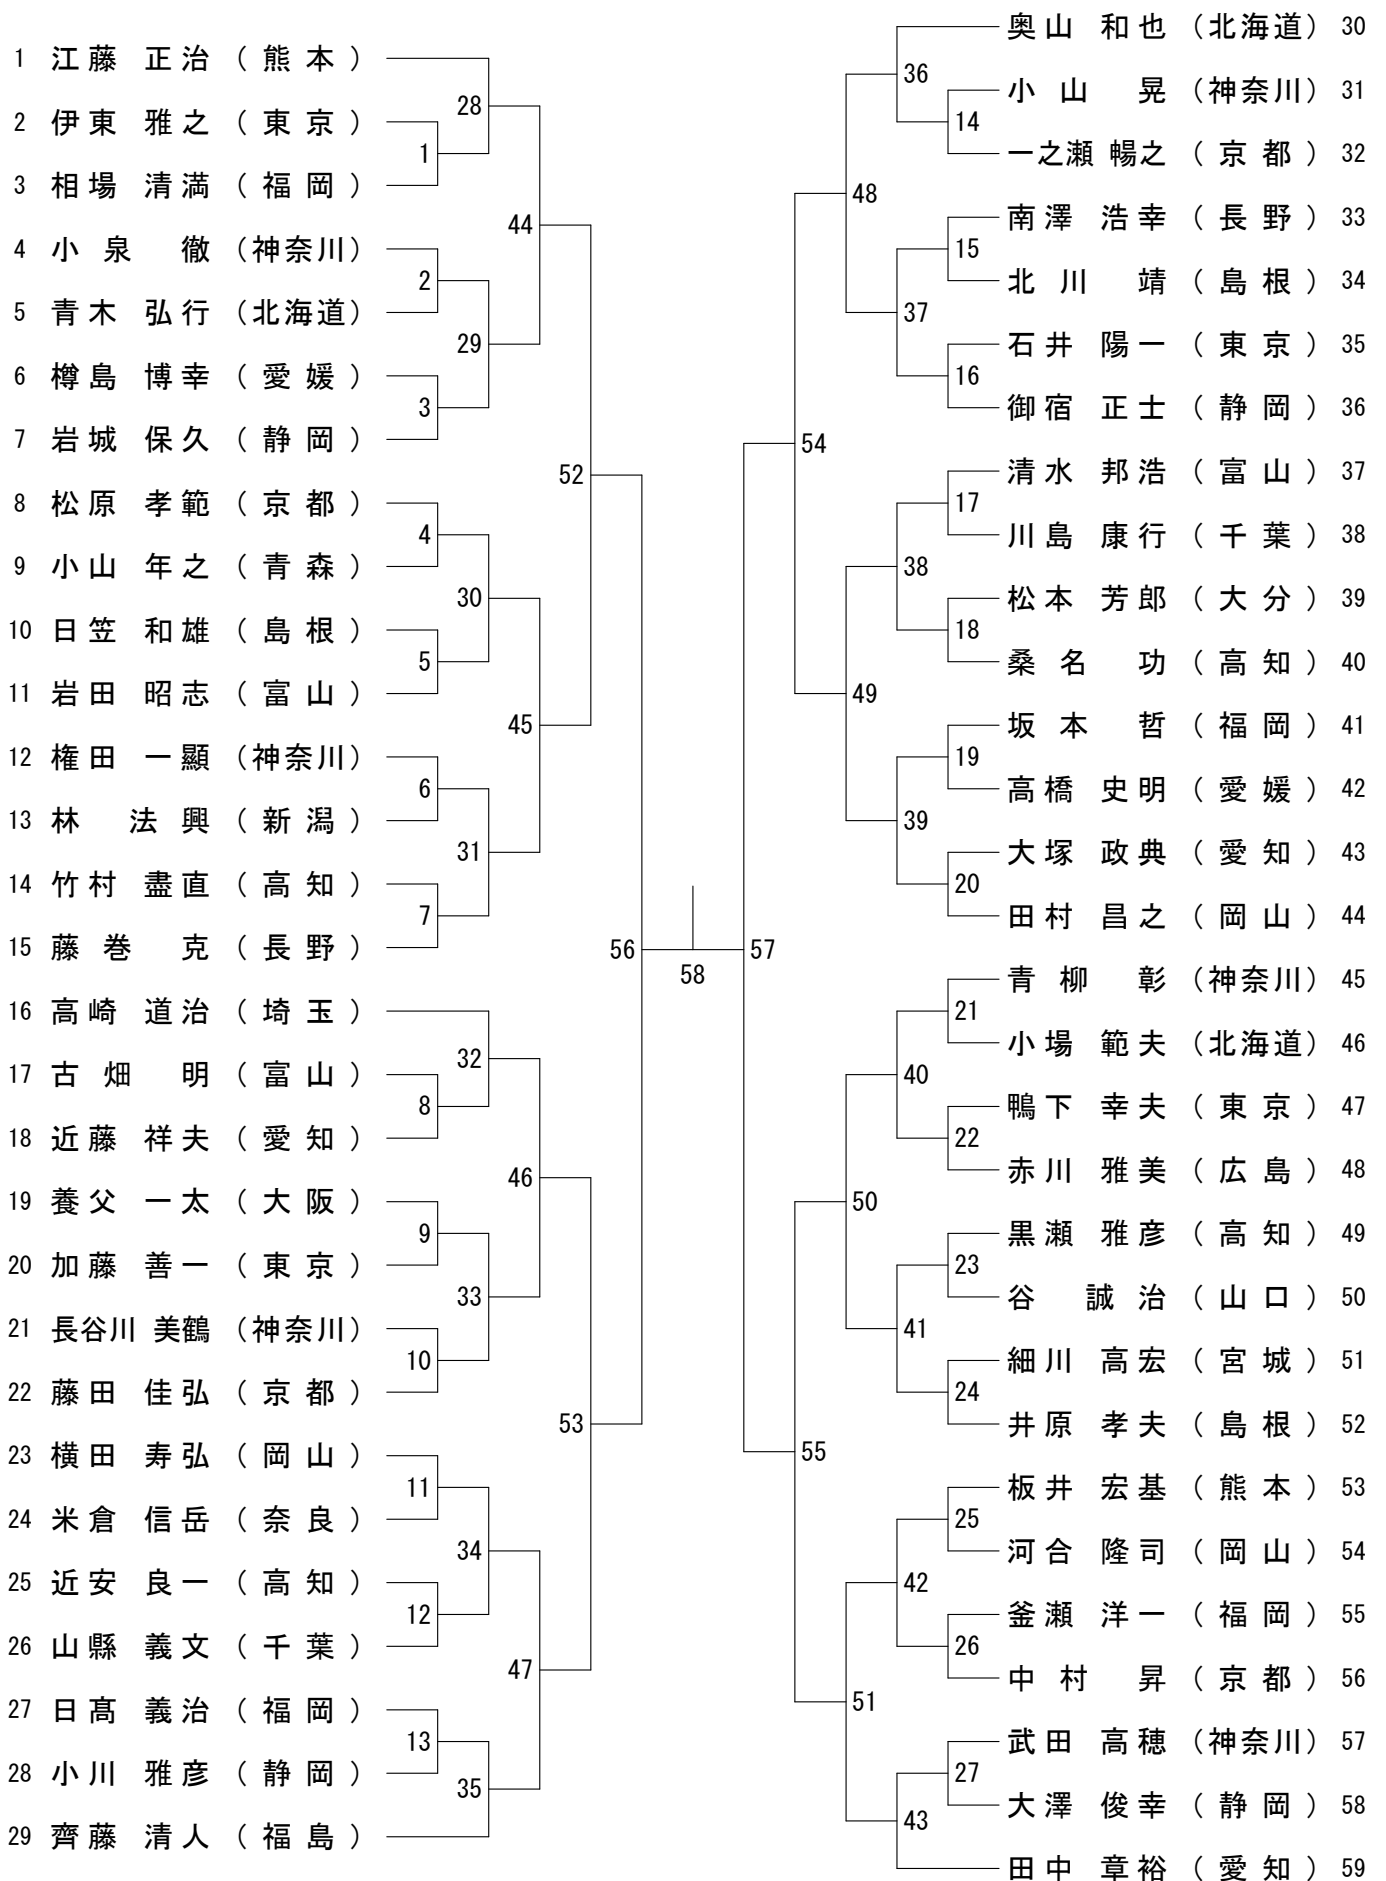 1 江藤 正治 (熊本)
2 伊東 雅之 (東京)
3 相場 清満 (福岡)
4 小泉 徹 (神奈川)
5 青木 弘行 (北海道)
6 樽島 博幸 (愛媛)
7 岩城 保久 (静岡)
8 松原 孝範 (京都)
9 小山 年之 (青森)
10 日笠 和雄 (島根)
11 岩田 昭志 (富山)
12 権田 一顯 (神奈川)
13 林 法興 (新潟)
14 竹村 盡直 (高知)
15 藤巻 克 (長野)
16 高崎 道治 (埼玉)
17 古畑 明 (富山)
18 近藤 祥夫 (愛知)
19 養父 一太 (大阪)
20 加藤 善一 (東京)
21 長谷川 美鶴 (神奈川)
22 藤田 佳弘 (京都)
23 横田 寿弘 (岡山)
24 米倉 信岳 (奈良)
25 近安 良一 (高知)
26 山縣 義文 (千葉)
27 日髙 義治 (福岡)
28 小川 雅彦 (静岡)
29 齊藤 清人 (福島)
1
2
3
4
5
6
7
8
9
10
11
12
13
28
29
30
31
32
33
34
35
44
45
46
47
52
53
56
58
57
54
55
48
49
50
51
36
37
38
39
40
41
42
43
14
15
16
17
18
19
20
21
22
23
24
25
26
27
奥山 和也 (北海道) 30
小山 晃 (神奈川) 31
一之瀬 暢之 (京都) 32
南澤 浩幸 (長野) 33
北川 靖 (島根) 34
石井 陽一 (東京) 35
御宿 正士 (静岡) 36
清水 邦浩 (富山) 37
川島 康行 (千葉) 38
松本 芳郎 (大分) 39
桑名 功 (高知) 40
坂本 哲 (福岡) 41
高橋 史明 (愛媛) 42
大塚 政典 (愛知) 43
田村 昌之 (岡山) 44
青柳 彰 (神奈川) 45
小場 範夫 (北海道) 46
鴨下 幸夫 (東京) 47
赤川 雅美 (広島) 48
黒瀬 雅彦 (高知) 49
谷 誠治 (山口) 50
細川 高宏 (宮城) 51
井原 孝夫 (島根) 52
板井 宏基 (熊本) 53
河合 隆司 (岡山) 54
釜瀬 洋一 (福岡) 55
中村 昇 (京都) 56
武田 高穂 (神奈川) 57
大澤 俊幸 (静岡) 58
田中 章裕 (愛知) 59